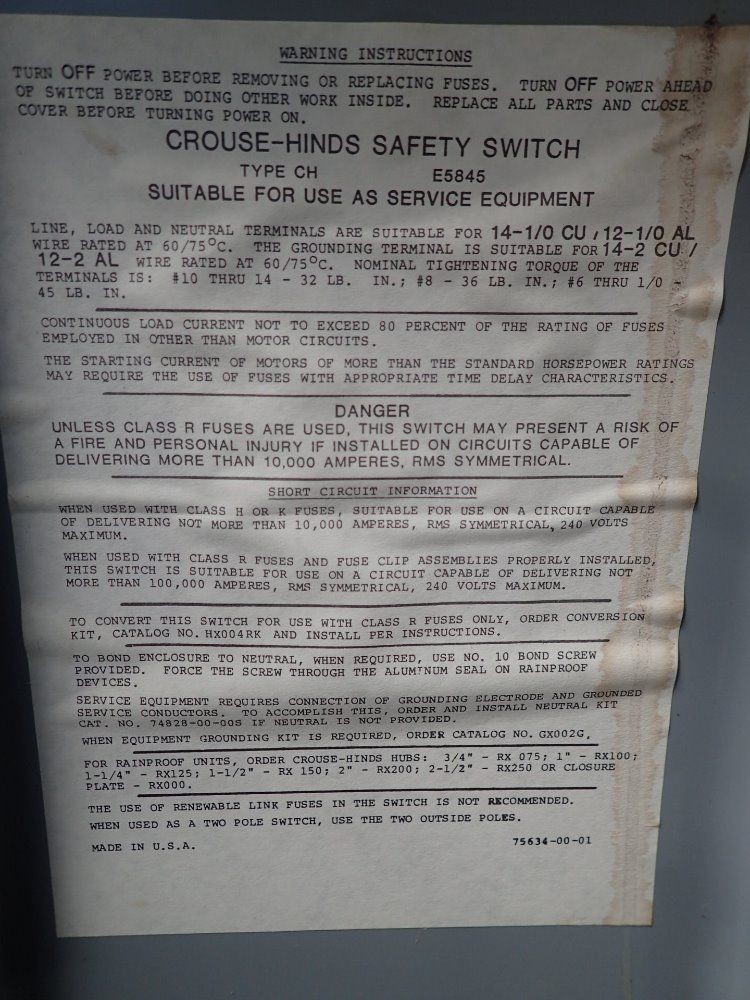 WARNING INSTRUCTIONS
TURN OFF POWER BEFORE REMOVING OR REPLACING FUSES. TURN OFF POWER AHEAD
OF SWITCH BEFORE DOING OTHER WORK INSIDE. REPLACE ALL PARTS AND CLOSE
COVER BEFORE TURNING POWER ON.
CROUSE-HINDS SAFETY SWITCH
TYPE CH E5845
SUITABLE FOR USE AS SERVICE EQUIPMENT
LINE, LOAD AND NEUTRAL TERMINALS ARE SUITABLE FOR 14-1/0 CU / 12-1/0 AL
WIRE RATED AT 60/75°C. THE GROUNDING TERMINAL IS SUITABLE FOR 14-2 CU /
12-2 AL WIRE RATED AT 60/75°C. NOMINAL TIGHTENING TORQUE OF THE
TERMINALS IS: #10 THRU 14 - 32 LB. IN.; #8 - 36 LB. IN.; #6 THRU 1/0 -
45 LB. IN.
CONTINUOUS LOAD CURRENT NOT TO EXCEED 80 PERCENT OF THE RATING OF FUSES
EMPLOYED IN OTHER THAN MOTOR CIRCUITS.
THE STARTING CURRENT OF MOTORS OF MORE THAN THE STANDARD HORSEPOWER RATINGS
MAY REQUIRE THE USE OF FUSES WITH APPROPRIATE TIME DELAY CHARACTERISTICS.
DANGER
UNLESS CLASS R FUSES ARE USED, THIS SWITCH MAY PRESENT A RISK OF
A FIRE AND PERSONAL INJURY IF INSTALLED ON CIRCUITS CAPABLE OF
DELIVERING MORE THAN 10,000 AMPERES, RMS SYMMETRICAL.
SHORT CIRCUIT INFORMATION
WHEN USED WITH CLASS H OR K FUSES, SUITABLE FOR USE ON A CIRCUIT CAPABLE
OF DELIVERING NOT MORE THAN 10,000 AMPERES, RMS SYMMETRICAL, 240 VOLTS
MAXIMUM.
WHEN USED WITH CLASS R FUSES AND FUSE CLIP ASSEMBLIES PROPERLY INSTALLED,
THIS SWITCH IS SUITABLE FOR USE ON A CIRCUIT CAPABLE OF DELIVERING NOT
MORE THAN 100,000 AMPERES, RMS SYMMETRICAL, 240 VOLTS MAXIMUM.
TO CONVERT THIS SWITCH FOR USE WITH CLASS R FUSES ONLY, ORDER CONVERSION
KIT, CATALOG NO. HX004RK AND INSTALL PER INSTRUCTIONS.
TO BOND ENCLOSURE TO NEUTRAL, WHEN REQUIRED, USE NO. 10 BOND SCREW
PROVIDED. FORCE THE SCREW THROUGH THE ALUMINUM SEAL ON RAINPROOF
DEVICES.
SERVICE EQUIPMENT REQUIRES CONNECTION OF GROUNDING ELECTRODE AND GROUNDED
SERVICE CONDUCTORS. TO ACCOMPLISH THIS, ORDER AND INSTALL NEUTRAL KIT
CAT. NO. 74828-00-00S IF NEUTRAL IS NOT PROVIDED.
WHEN EQUIPMENT GROUNDING KIT IS REQUIRED, ORDER CATALOG NO. GX002G.
FOR RAINPROOF UNITS, ORDER CROUSE-HINDS HUBS: 3/4" - RX 075; 1" - RX100;
1-1/4" - RX125; 1-1/2" - RX 150; 2" - RX200; 2-1/2" - RX250 OR CLOSURE
PLATE - RX000.
THE USE OF RENEWABLE LINK FUSES IN THE SWITCH IS NOT RECOMMENDED.
WHEN USED AS A TWO POLE SWITCH, USE THE TWO OUTSIDE POLES.
MADE IN U.S.A. 75634-00-01